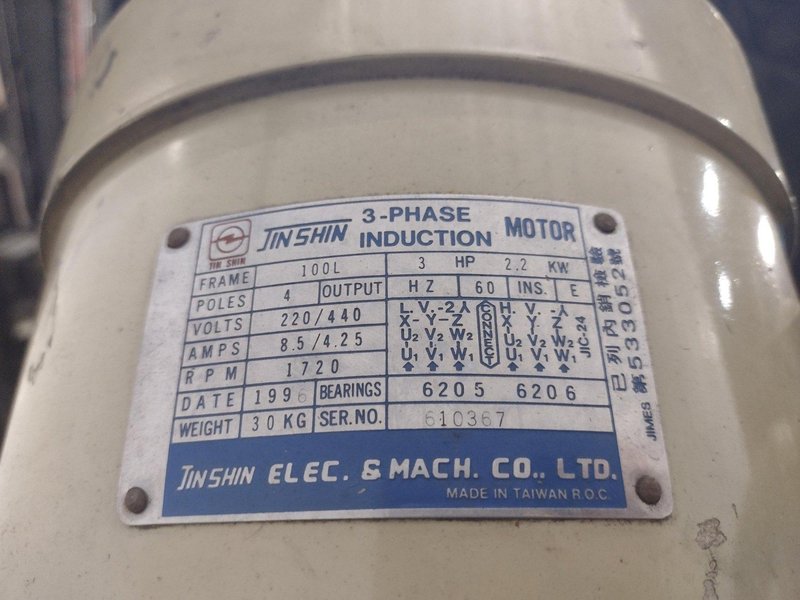 JIN SHIN
JIN SHIN
3-PHASE INDUCTION MOTOR
FRAME 100L 3 HP 2.2 KW
POLES 4 OUTPUT HZ 60 INS. E
VOLTS 220/440
AMPS 8.5/4.25
RPM 1720
L.V.-2人 CONNECT H.V.-人
X-Y-Z X Y Z
U2 V2 W2 U2 V2 W2
U1 V1 W1 U1 V1 W1
JIC-24
DATE 1996 BEARINGS 6205 6206
WEIGHT 30KG SER.NO. 610367
JIN SHIN ELEC. & MACH. CO., LTD.
MADE IN TAIWAN R.O.C.
已列內銷檢驗
JIMES 第533052號